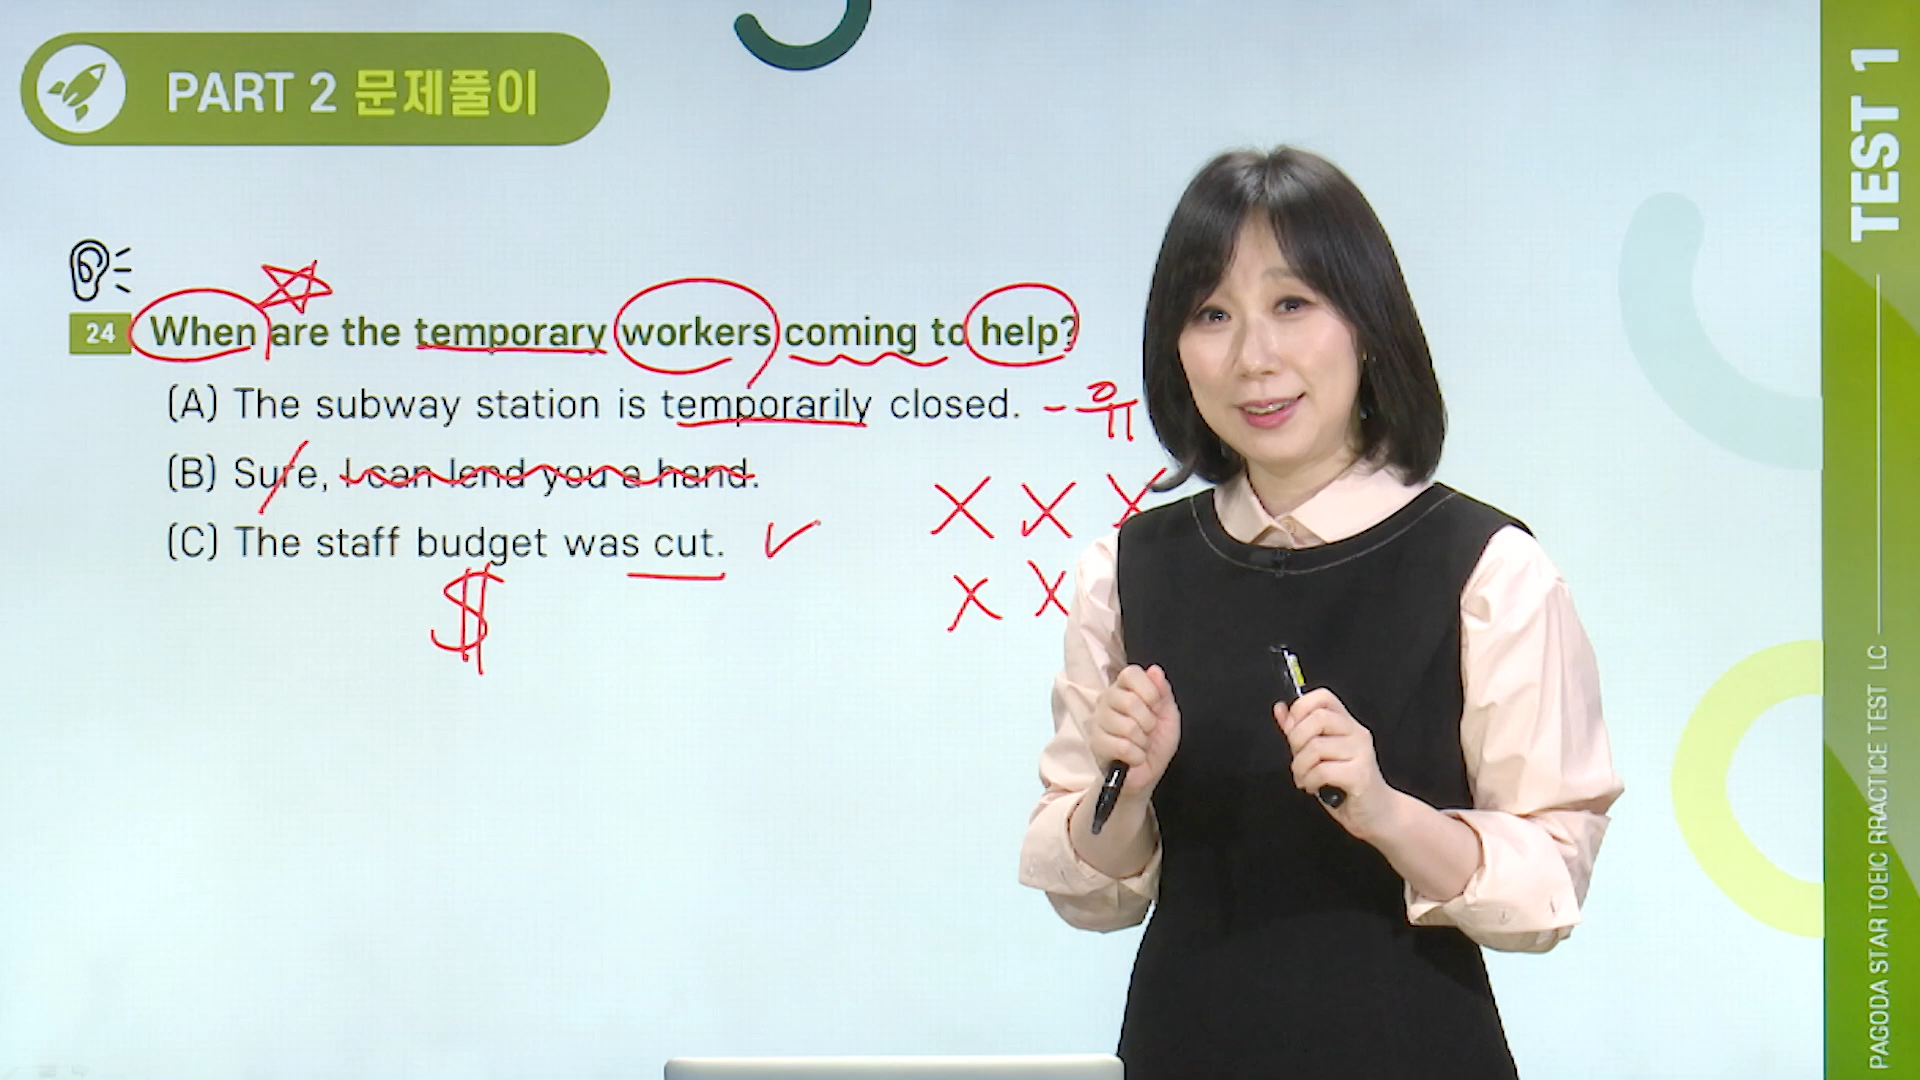 PART 2 문제풀이
24 When are the temporary workers coming to help?
(A) The subway station is temporarily closed. - 유
(B) Sure, I can lend you a hand.
(C) The staff budget was cut.
$
TEST 1
PAGODA STAR TOEIC RRACTICE TEST LC